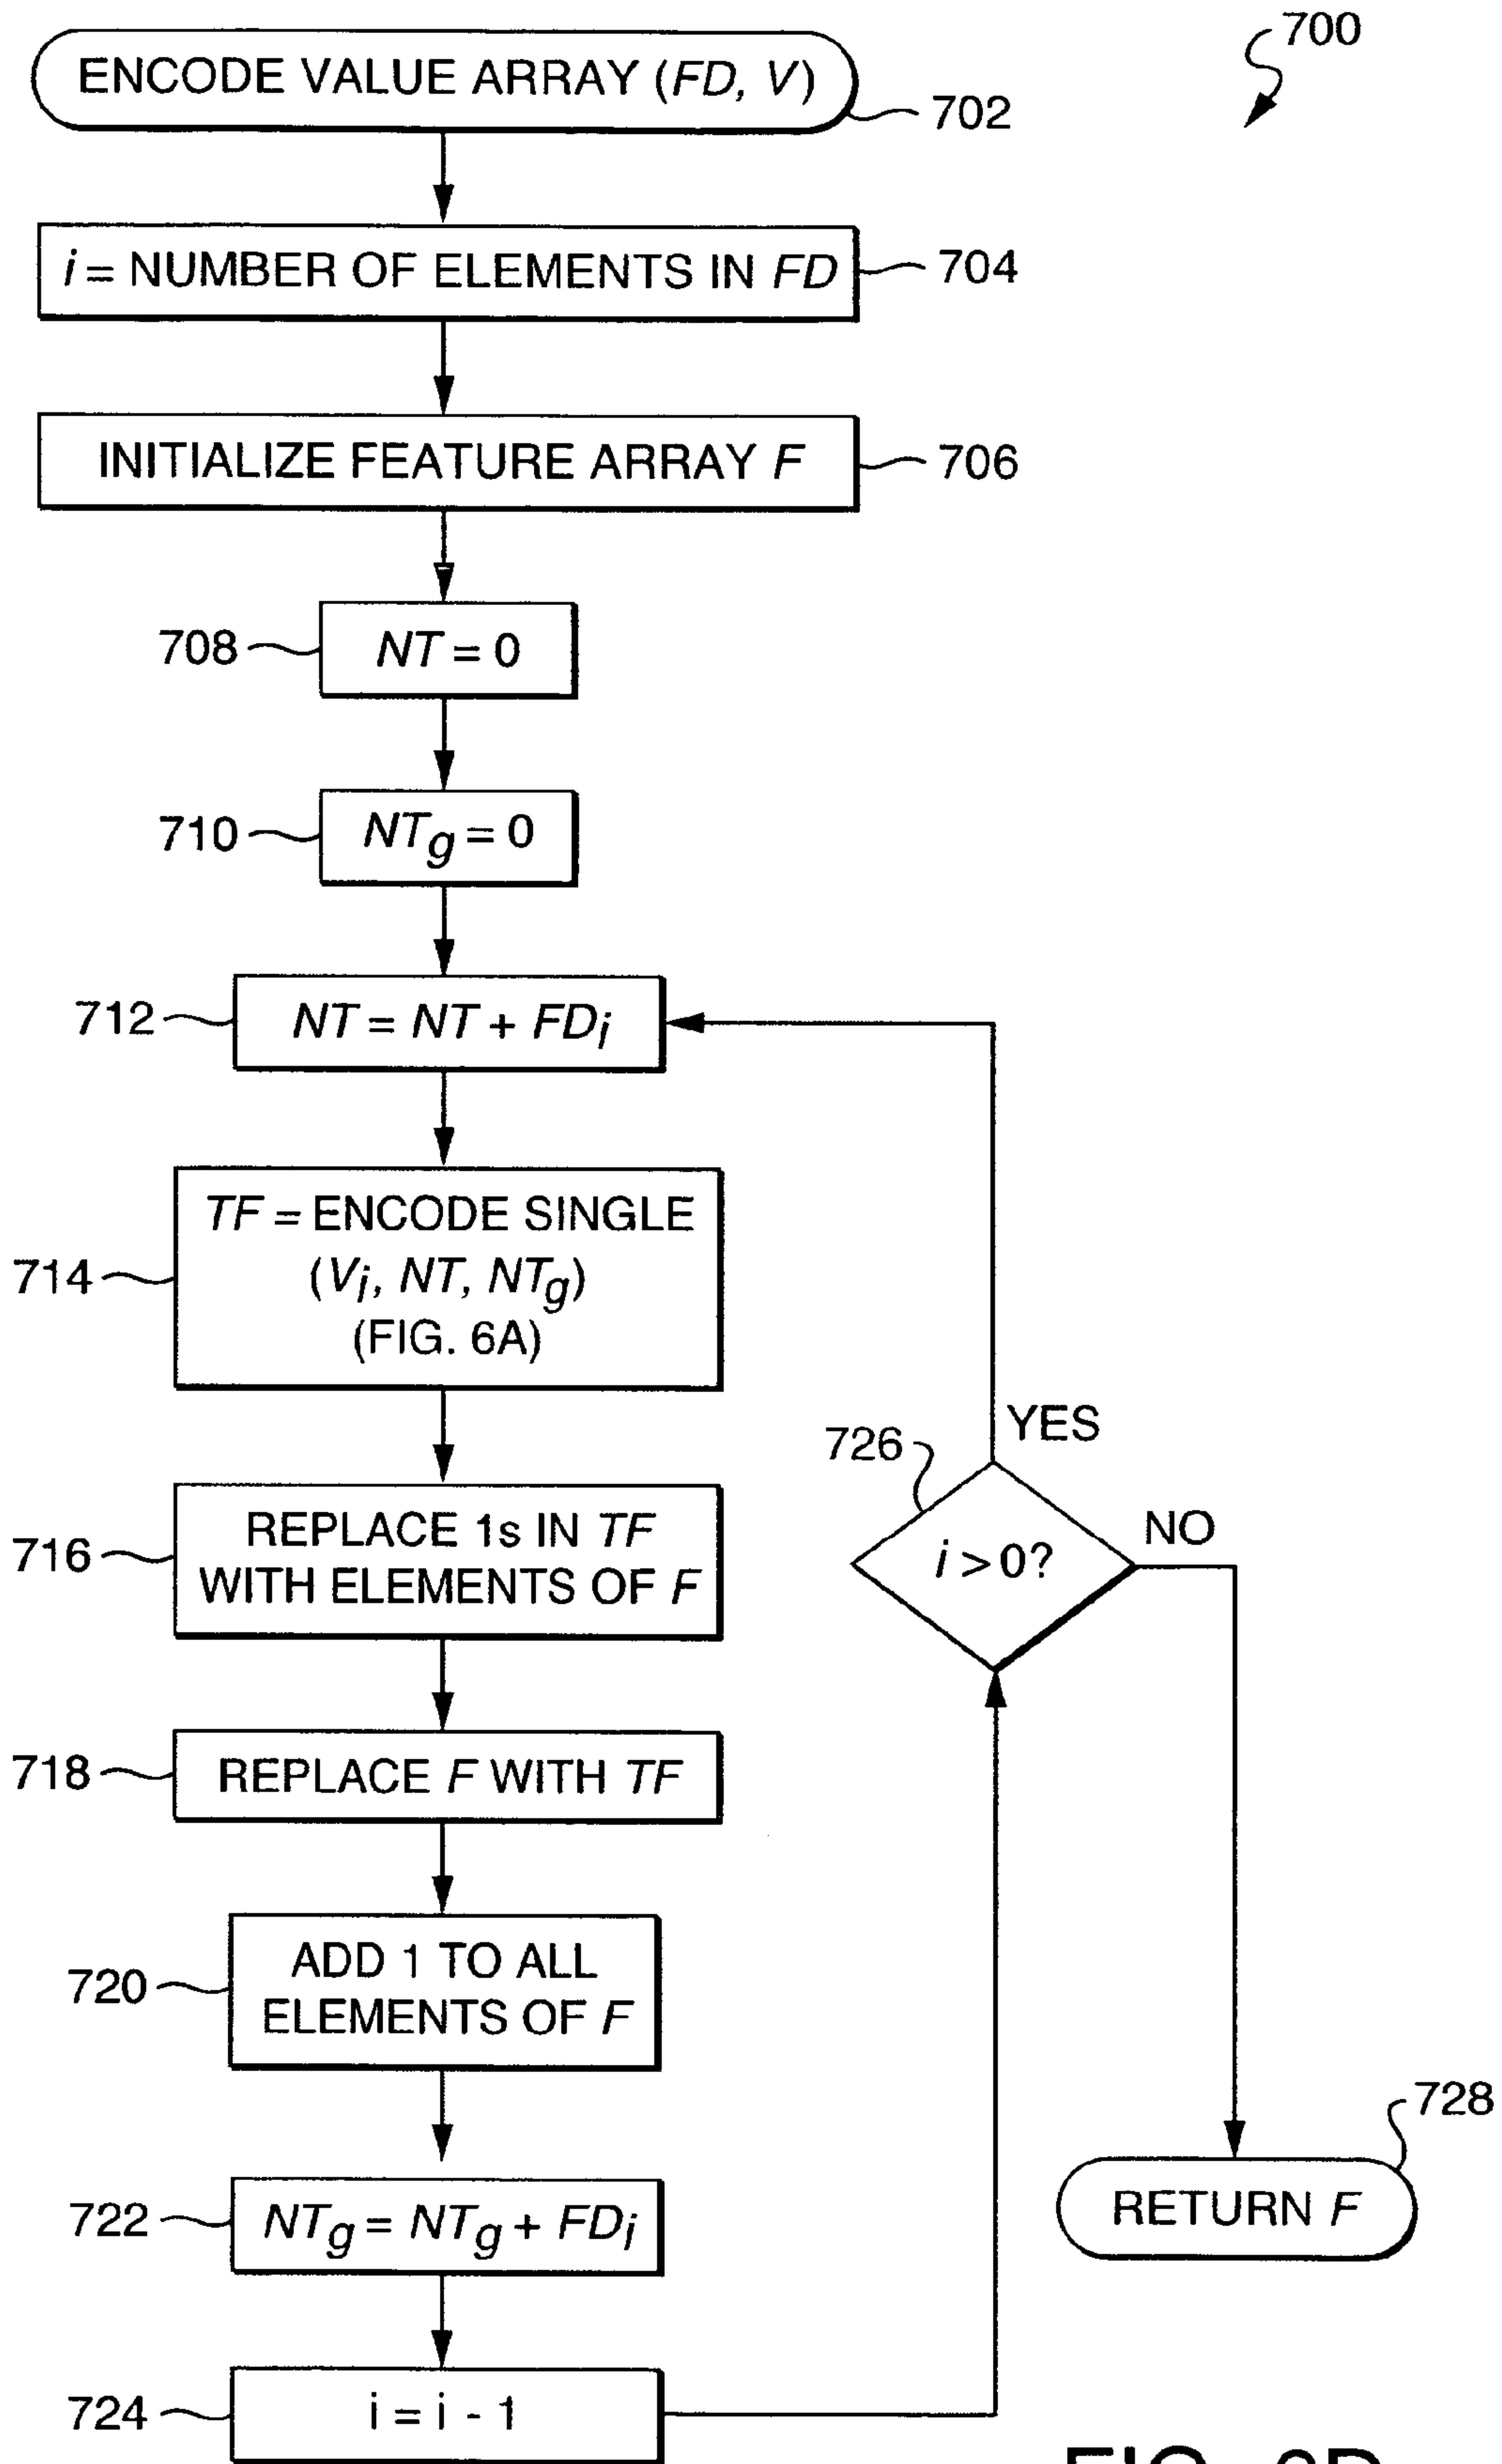 700
ENCODE VALUE ARRAY (FD, V)
702
i = NUMBER OF ELEMENTS IN FD
704
INITIALIZE FEATURE ARRAY F
706
708
NT = 0
710
NTg = 0
712
NT = NT + FDi
714
TF = ENCODE SINGLE
(Vi, NT, NTg)
(FIG. 6A)
716
REPLACE 1s IN TF
WITH ELEMENTS OF F
718
REPLACE F WITH TF
720
ADD 1 TO ALL
ELEMENTS OF F
722
NTg = NTg + FDi
724
i = i - 1
726
i > 0?
YES
NO
728
RETURN F